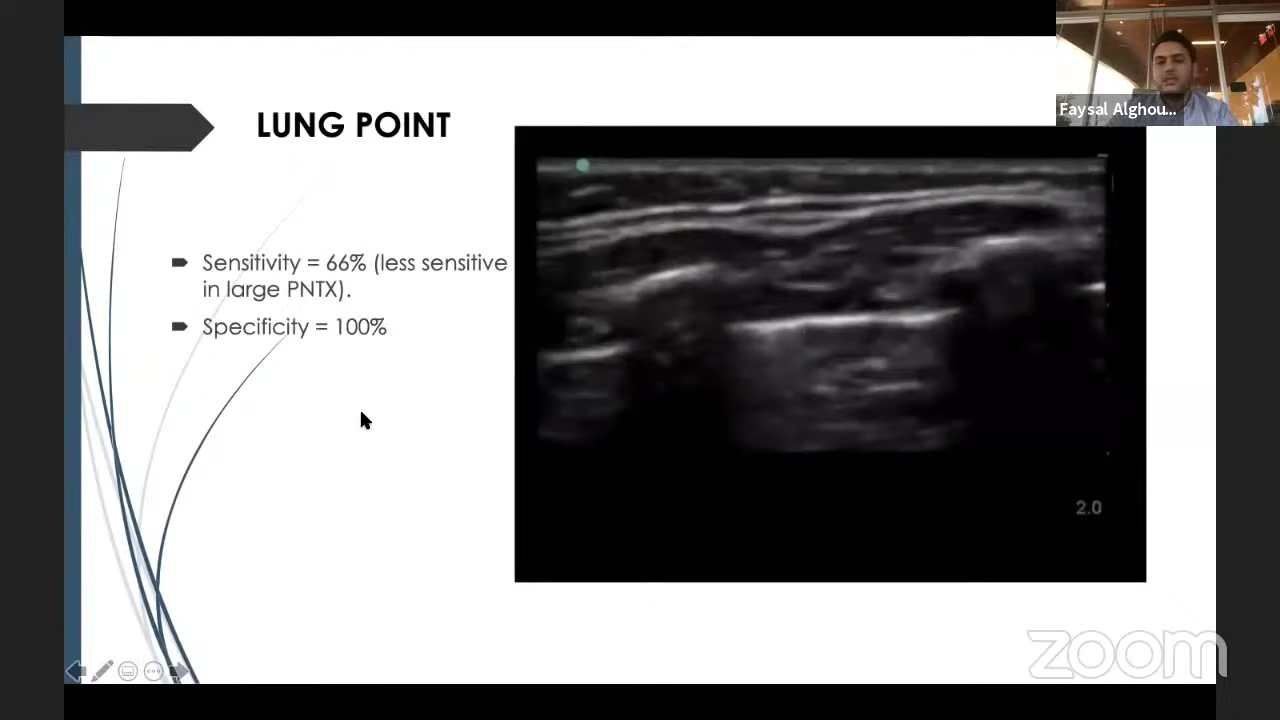 Faysal Alghou...
LUNG POINT
Sensitivity = 66% (less sensitive
in large PNTX).
Specificity = 100%
2.0
zoom